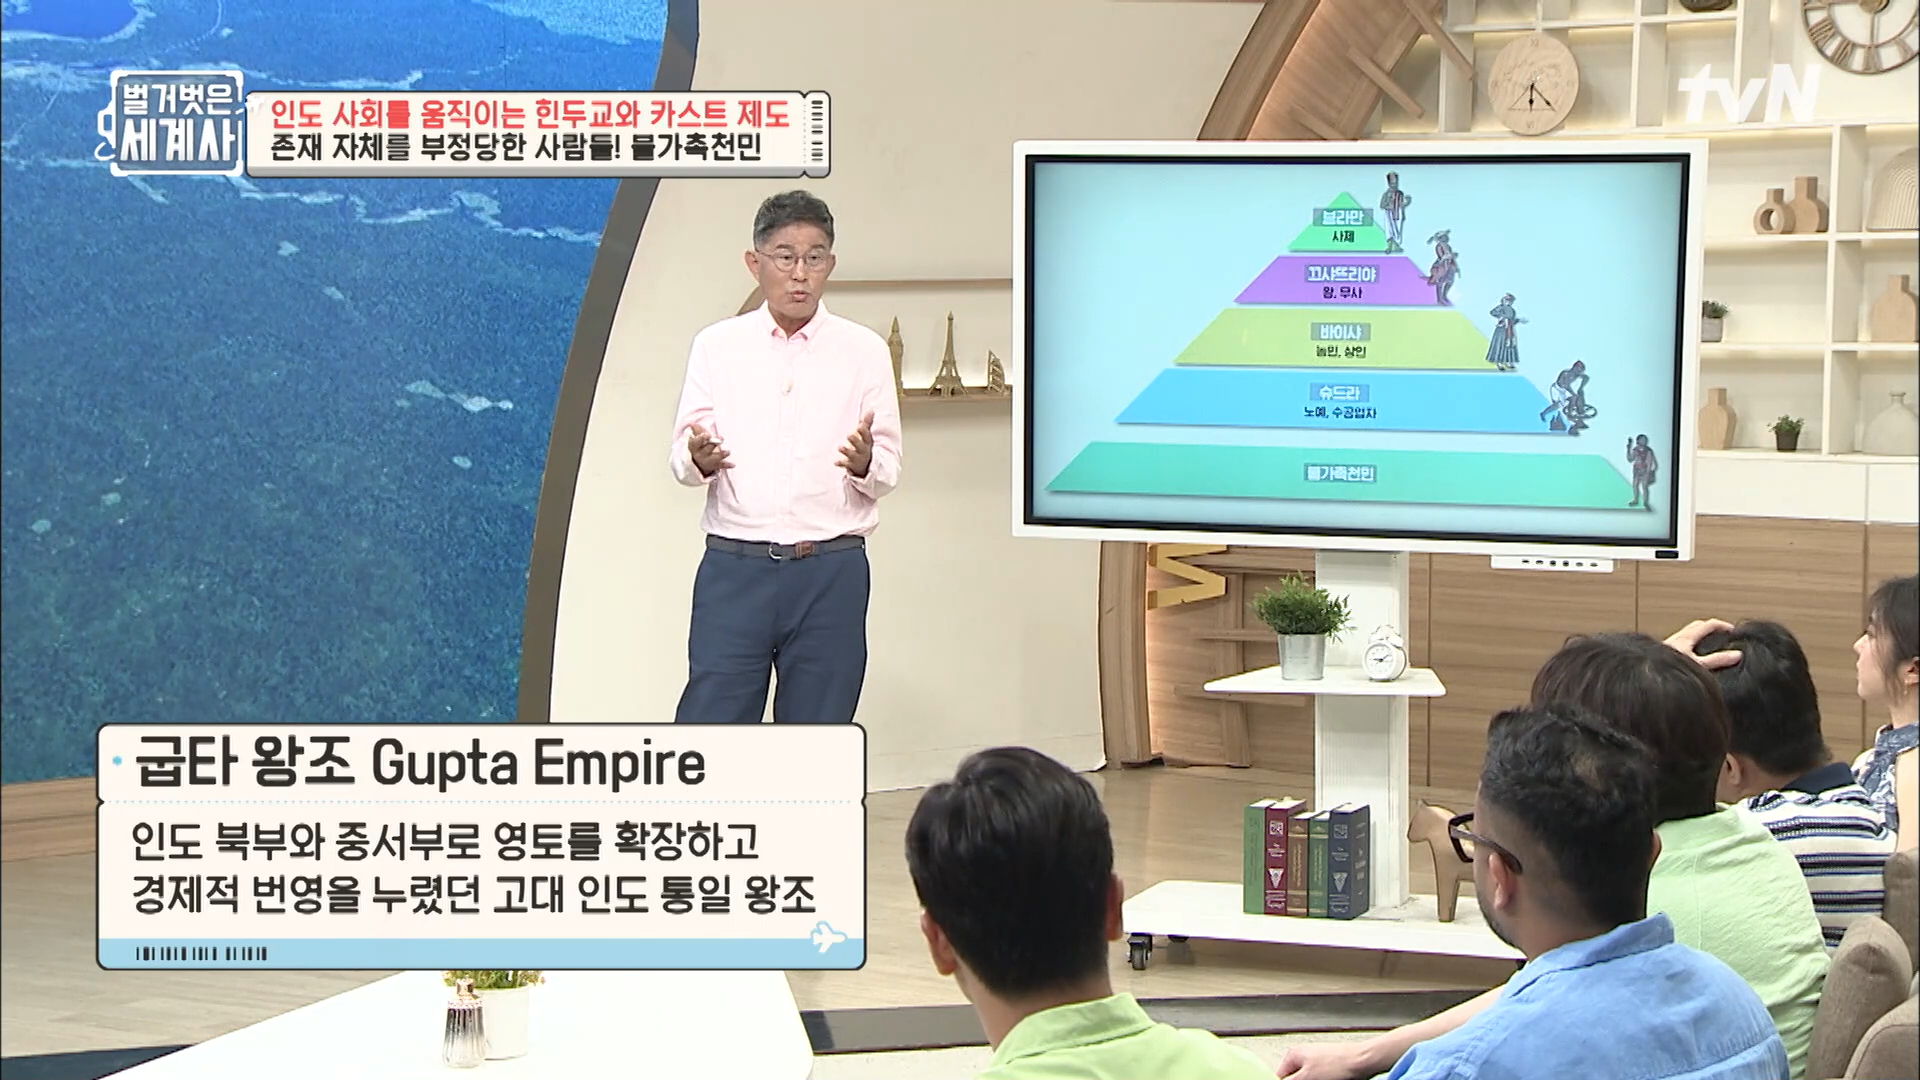 벌거벗은
세계사
인도 사회를 움직이는 힌두교와 카스트 제도
존재 자체를 부정당한 사람들! 불가촉천민
tvN
브라만
사제
끄샤뜨리야
왕, 무사
바이샤
농민, 상인
슈드라
노예, 수공업자
불가촉천민
굽타 왕조 Gupta Empire
인도 북부와 중서부로 영토를 확장하고
경제적 번영을 누렸던 고대 인도 통일 왕조